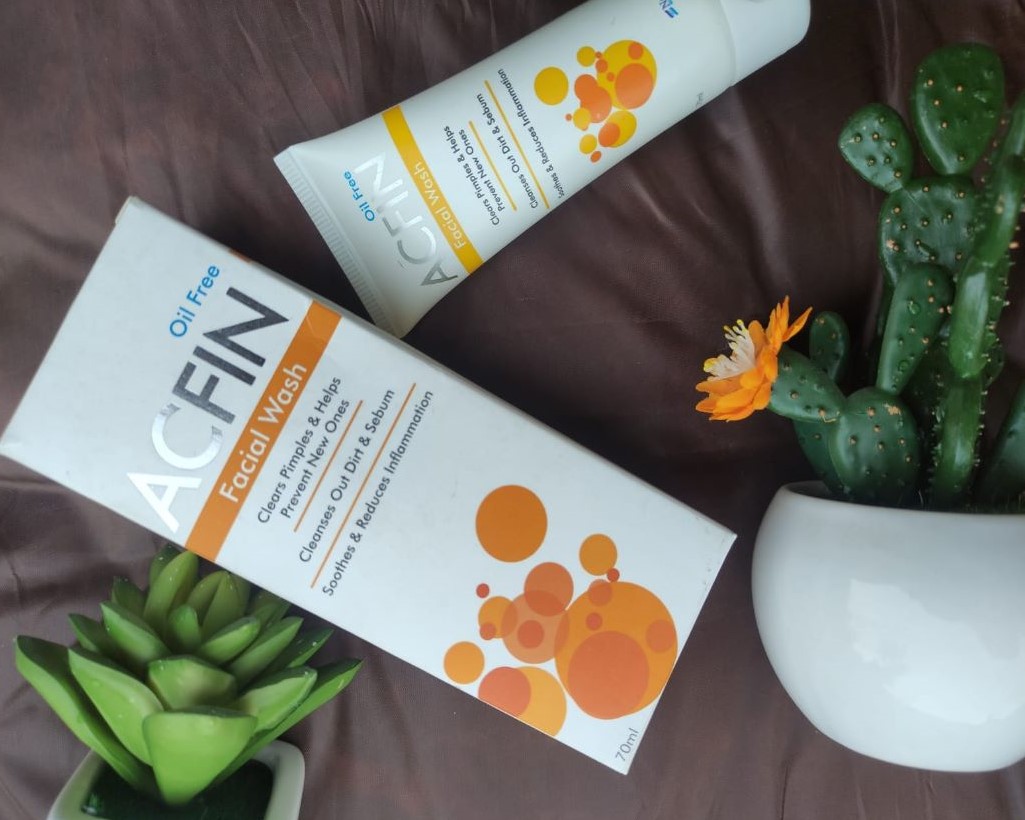 Oil Free
ACFIN
Facial Wash
Clears Pimples & Helps
Prevent New Ones
Cleanses Out Dirt & Sebum
Soothes & Reduces Inflammation
70ml
Oil Free
ACFIN
Facial Wash
Clears Pimples & Helps
Prevent New Ones
Cleanses Out Dirt & Sebum
Soothes & Reduces Inflammation